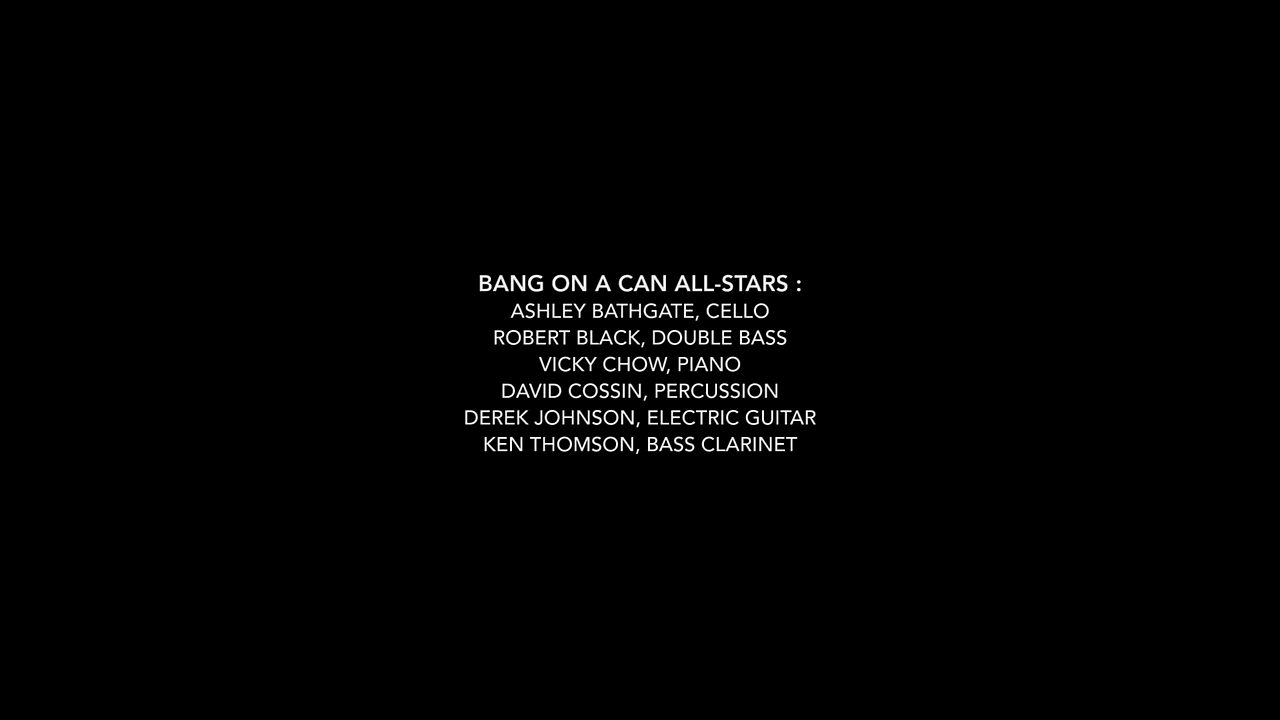 BANG ON A CAN ALL-STARS :
ASHLEY BATHGATE, CELLO
ROBERT BLACK, DOUBLE BASS
VICKY CHOW, PIANO
DAVID COSSIN, PERCUSSION
DEREK JOHNSON, ELECTRIC GUITAR
KEN THOMSON, BASS CLARINET